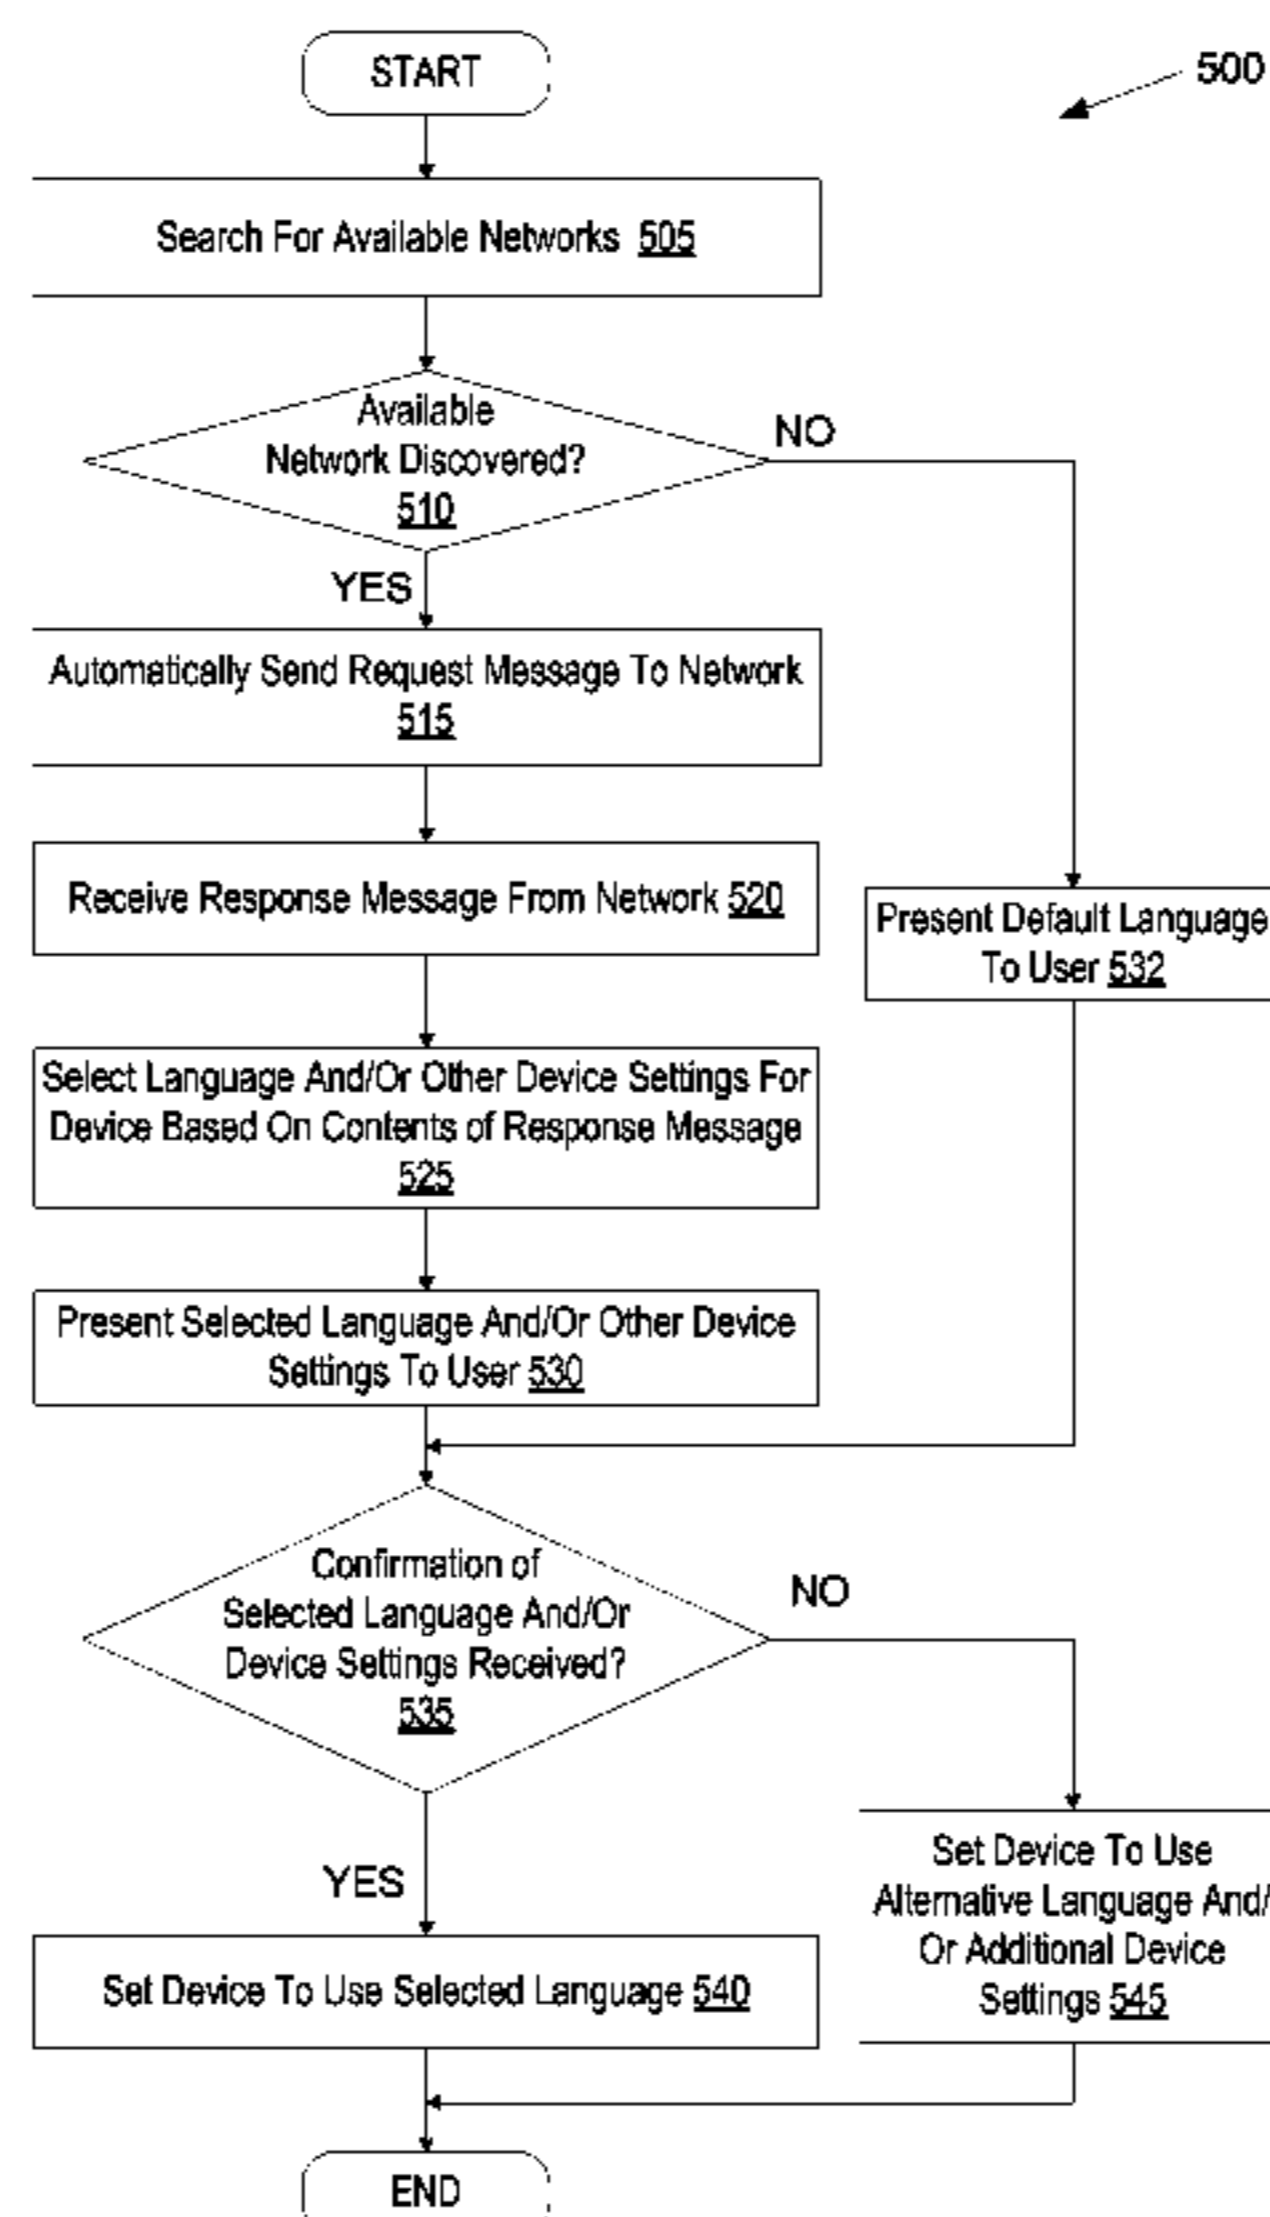 START
500
Search For Available Networks 505
Available
Network Discovered?
510
NO
YES
Automatically Send Request Message To Network
515
Receive Response Message From Network 520
Present Default Language
To User 532
Select Language And/Or Other Device Settings For
Device Based On Contents of Response Message
525
Present Selected Language And/Or Other Device
Settings To User 530
Confirmation of
Selected Language And/Or
Device Settings Received?
535
NO
YES
Set Device To Use
Alternative Language And/
Or Additional Device
Settings 545
Set Device To Use Selected Language 540
END